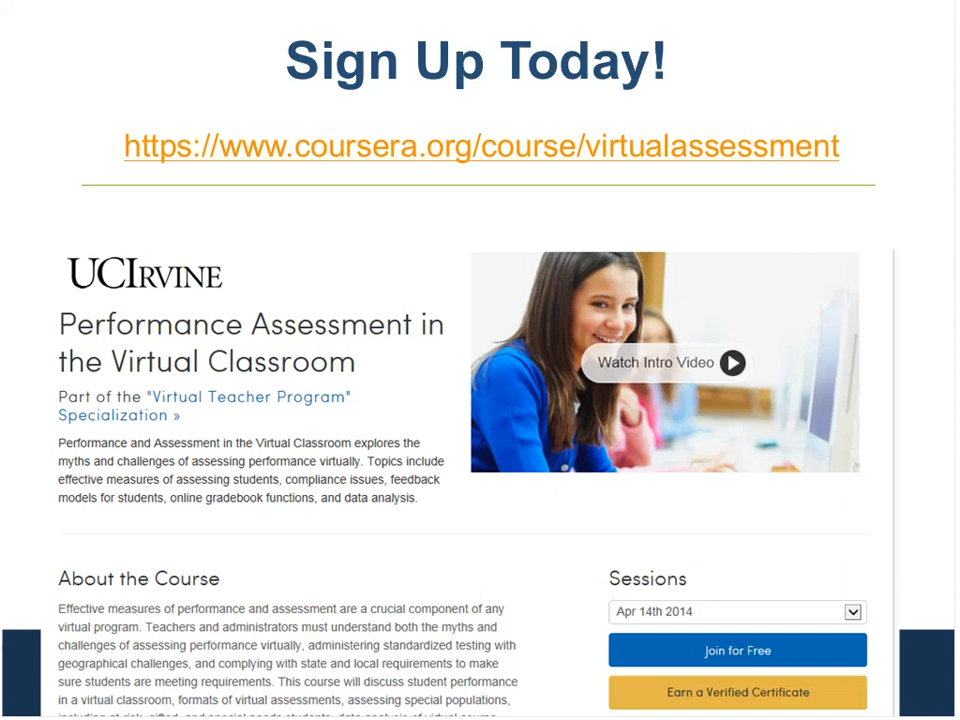 Sign Up Today!
https://www.coursera.org/course/virtualassessment
UCIRVINE
Performance Assessment in
the Virtual Classroom
Part of the "Virtual Teacher Program"
Specialization »
Performance and Assessment in the Virtual Classroom explores the
myths and challenges of assessing performance virtually. Topics include
effective measures of assessing students, compliance issues, feedback
models for students, online gradebook functions, and data analysis.
Watch Intro Video
About the Course
Effective measures of performance and assessment are a crucial component of any
virtual program. Teachers and administrators must understand both the myths and
challenges of assessing performance virtually, administering standardized testing with
geographical challenges, and complying with state and local requirements to make
sure students are meeting requirements. This course will discuss student performance
in a virtual classroom, formats of virtual assessments, assessing special populations,
Sessions
Apr 14th 2014
Join for Free
Earn a Verified Certificate